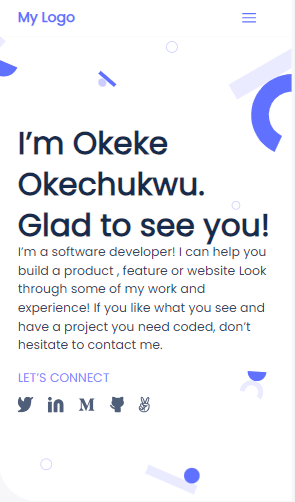 My Logo
I’m Okeke
Okechukwu.
Glad to see you!
I’m a software developer! I can help you
build a product , feature or website Look
through some of my work and
experience! If you like what you see and
have a project you need coded, don’t
hesitate to contact me.
LET’S CONNECT